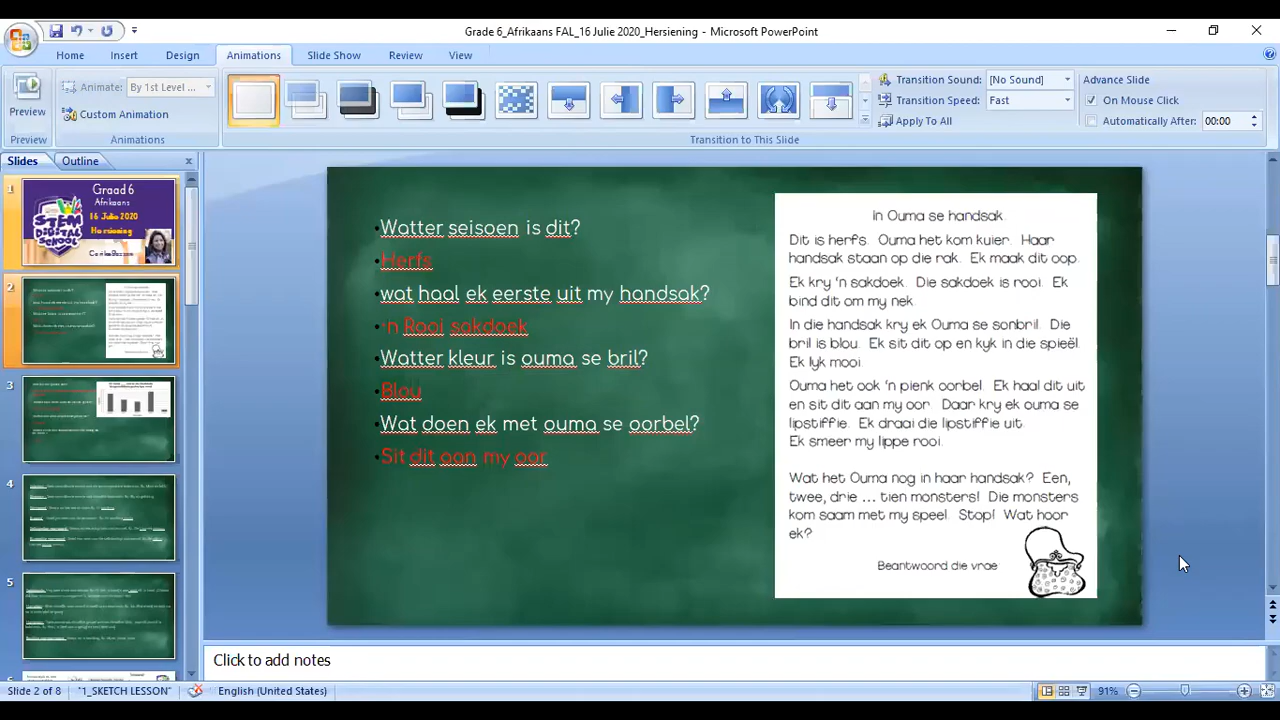 Grade 6_Afrikaans FAL_16 Julie 2020_Hersiening - Microsoft PowerPoint
Home Insert Design Animations Slide Show Review View
Preview
Animate: By 1st Level ...
Custom Animation
Preview
Animations
Transition Sound: [No Sound]
Transition Speed: Fast
Apply To All
Transition to This Slide
Advance Slide
On Mouse Click
Automatically After: 00:00
Slides Outline
1
Graad 6
Afrikaans
16 Julie 2020
Hersiening
STEM
DIGITAL
SCHOOL
2
3
4
5
Watter seisoen is dit?
Herfs
wat haal ek eerste uit my handsak?
'n Rooi sakdoek
Watter kleur is ouma se bril?
Blou
Wat doen ek met ouma se oorbel?
Sit dit aan my oor
In Ouma se handsak
Dit is herfs. Ouma het kom kuier. Haar
handsak staan op die rak. Ek maak dit oop.
Ek kry 'n sakdoek. Die sakdoek is rooi. Ek
bind dit om my nek.
In die handsak kry ek Ouma se sonbril. Die
bril is blou. Ek sit dit op en kyk in die spieël.
Ek lyk mooi.
Ouma het ook 'n pienk oorbel. Ek haal dit uit
en sit dit aan my oor. Daar kry ek ouma se
lipstiffie. Ek draai die lipstiffie uit.
Ek smeer my lippe rooi.
Wat het Ouma nog in haar handsak? Een,
twee, drie ... tien monsters! Die monsters
kom saam met my speel. Stop! Wat hoor
ek?
Beantwoord die vrae
Click to add notes
Slide 2 of 8 "1_SKETCH LESSON" English (United States) 91%